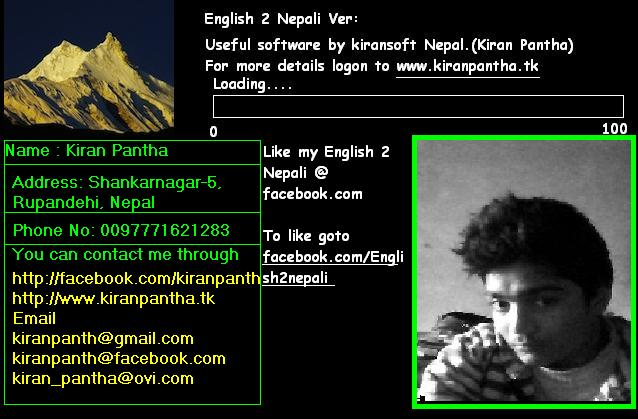 English 2 Nepali Ver:
Useful software by kiransoft Nepal.(Kiran Pantha)
For more details logon to www.kiranpantha.tk
Loading....
0
100
Name : Kiran Pantha
Address: Shankarnagar-5,
Rupandehi, Nepal
Phone No: 0097771621283
You can contact me through
http://facebook.com/kiranpanth
http://www.kiranpantha.tk
Email
kiranpanth@gmail.com
kiranpanth@facebook.com
kiran_pantha@ovi.com
Like my English 2
Nepali @
facebook.com
To like goto
facebook.com/Engli
sh2nepali